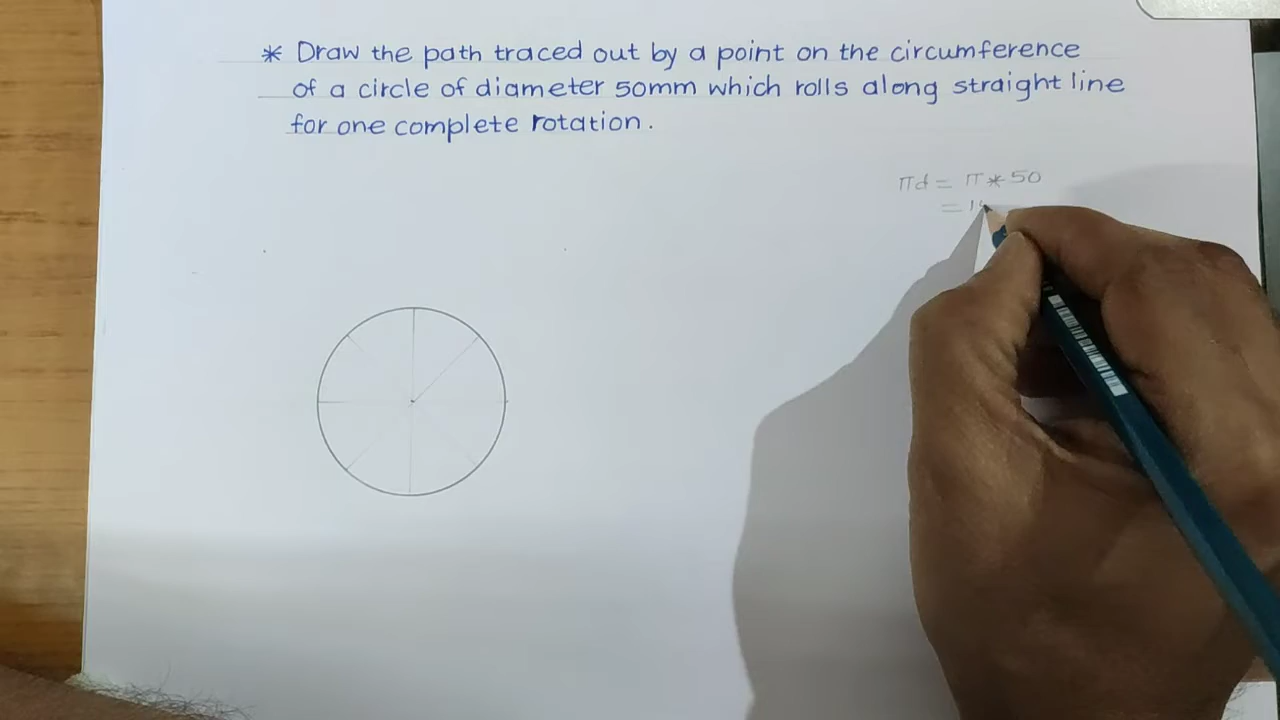 * Draw the path traced out by a point on the circumference
of a circle of diameter 50mm which rolls along straight line
for one complete rotation.
πd = π * 50
= 1